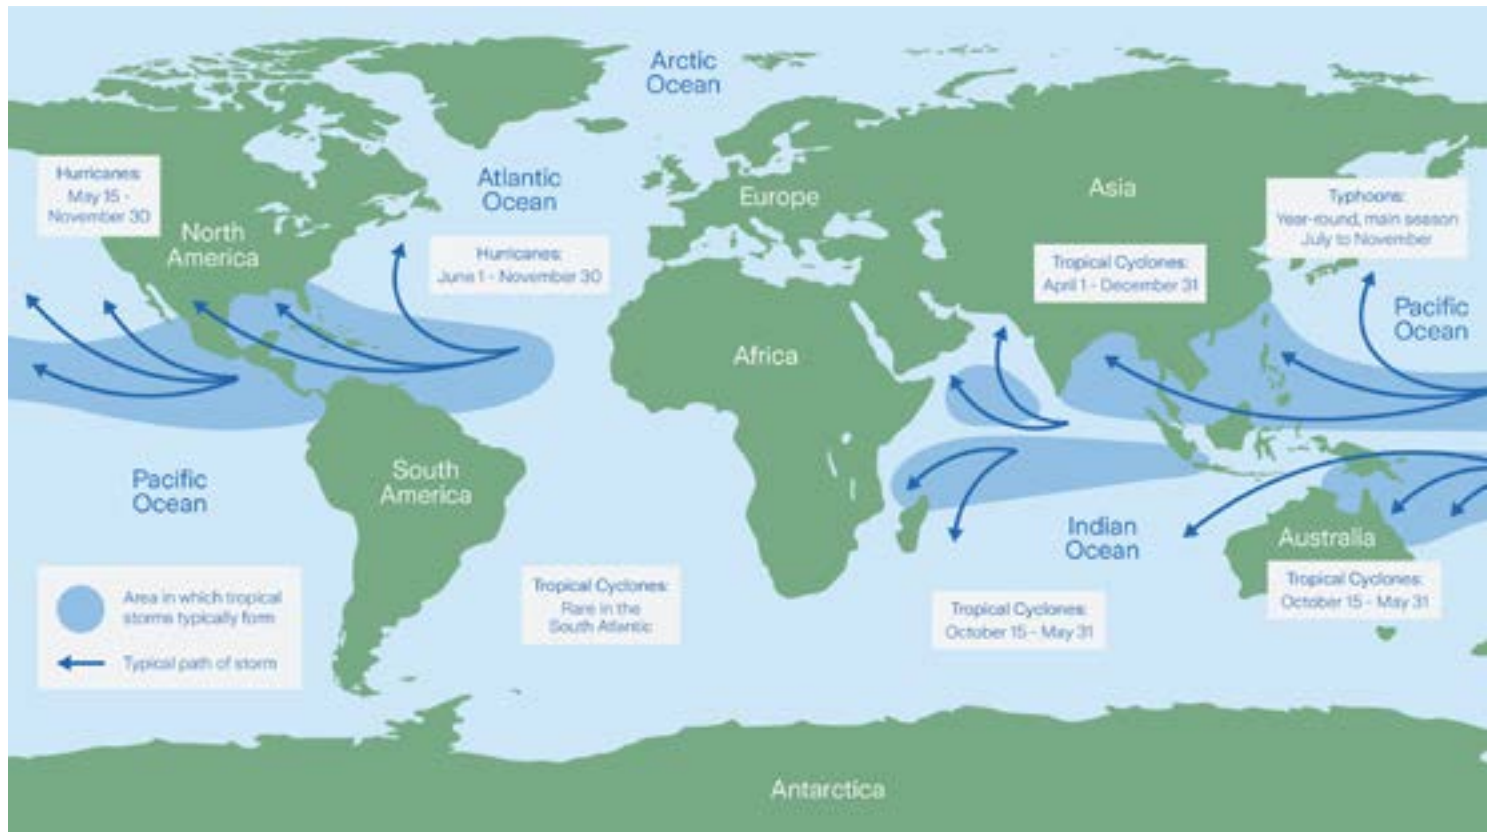 Arctic
Ocean
Hurricanes:
May 15 -
November 30
North
America
Atlantic
Ocean
Hurricanes:
June 1 - November 30
Europe
Asia
Typhoons:
Year-round, main season
July to November
Tropical Cyclones:
April 1 - December 31
Pacific
Ocean
Africa
Pacific
Ocean
South
America
Indian
Ocean
Australia
Area in which tropical
storms typically form
Typical path of storm
Tropical Cyclones:
Rare in the
South Atlantic
Tropical Cyclones:
October 15 - May 31
Tropical Cyclones:
October 15 - May 31
Antarctica